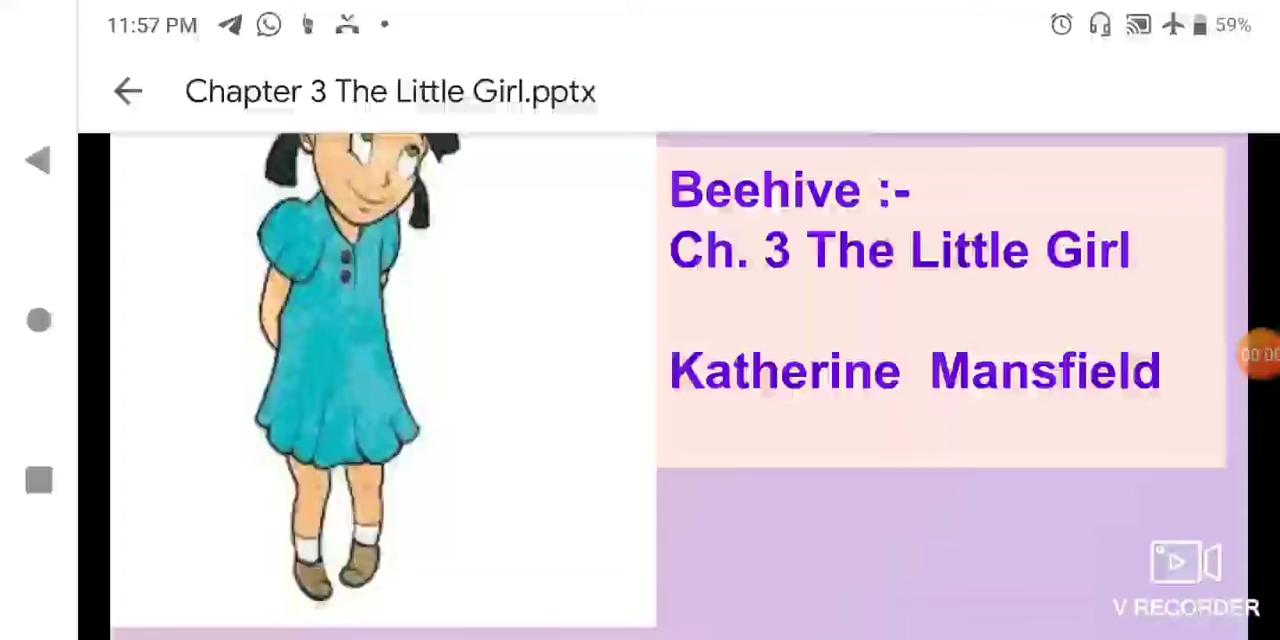 11:57 PM
59%
Chapter 3 The Little Girl.pptx
Beehive :-
Ch. 3 The Little Girl
Katherine Mansfield
V RECORDER